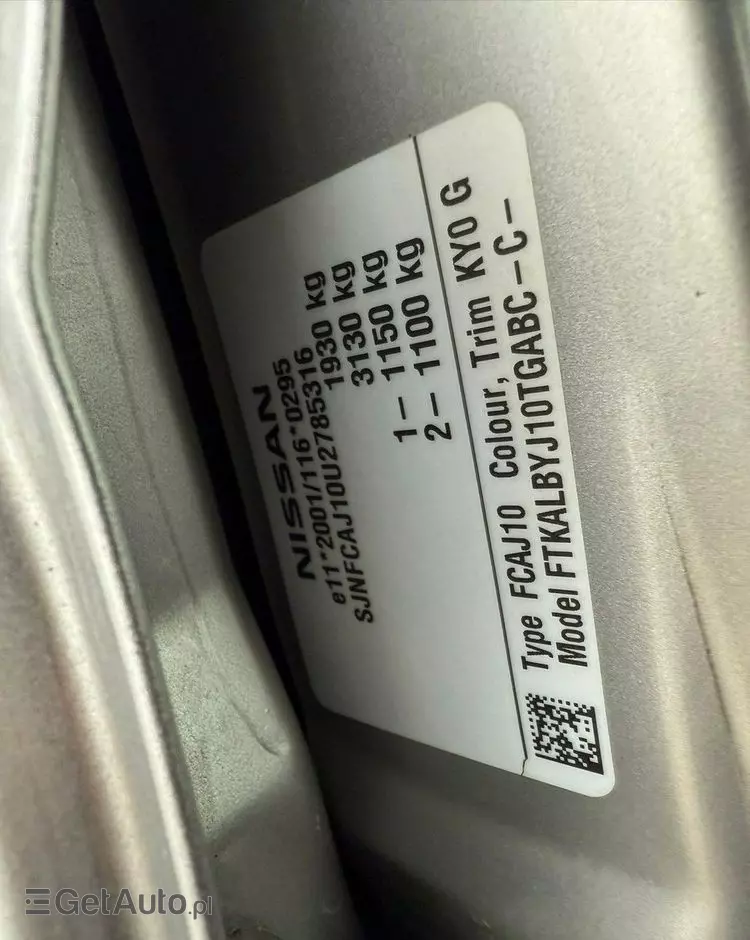 NISSAN
e11*2001/116*0295
SJNFCAJ10U2785316
1930 kg
3130 kg
1– 1150 kg
2– 1100 kg
Type FCAJ10 Colour, Trim KY0 G
Model FTKALBYJ10TGABC–C–
GetAuto.pl